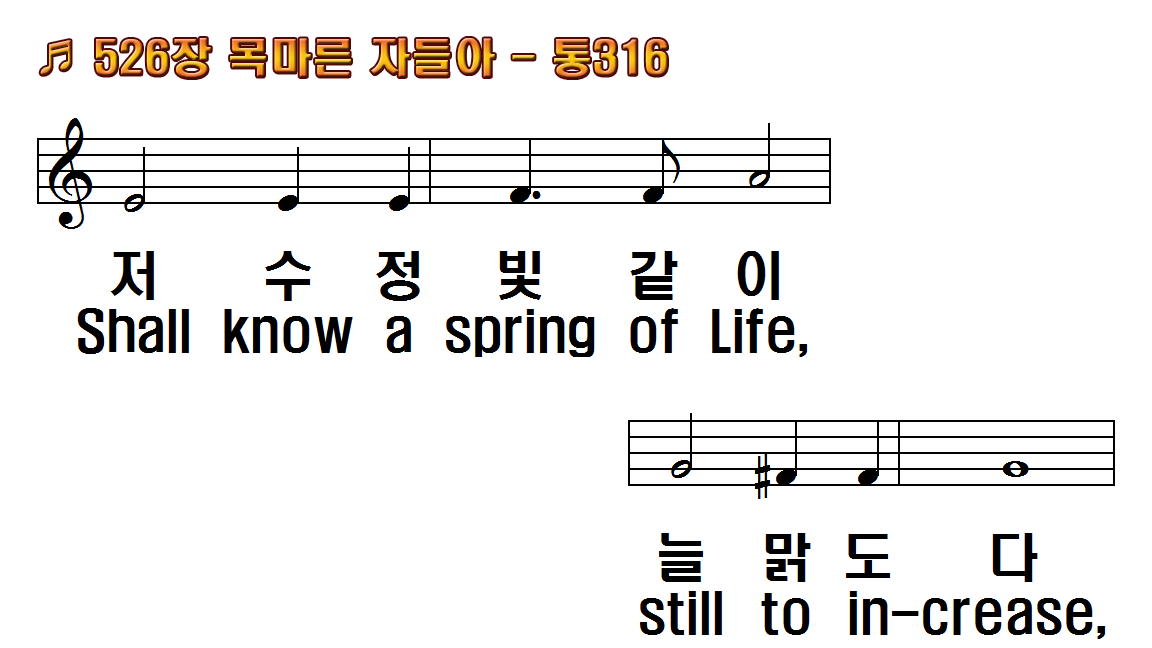 ♬ 526장 목마른 자들아 - 통316
저 수 정 빛 같 이
Shall know a spring of Life,
늘 맑 도 다
still to in-crease,